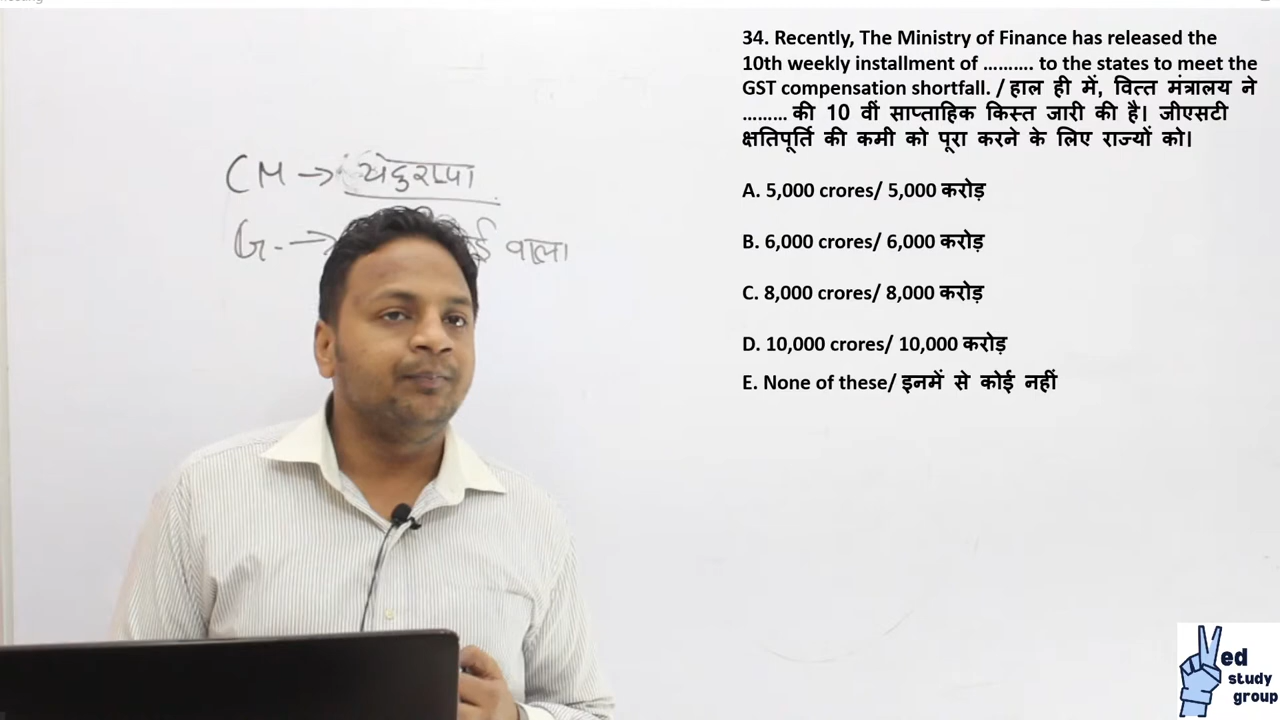 34. Recently, The Ministry of Finance has released the
10th weekly installment of ………. to the states to meet the
GST compensation shortfall. / हाल ही में, वित्त मंत्रालय ने
……… की 10 वीं साप्ताहिक किस्त जारी की है। जीएसटी
क्षतिपूर्ति की कमी को पूरा करने के लिए राज्यों को।
A. 5,000 crores/ 5,000 करोड़
B. 6,000 crores/ 6,000 करोड़
C. 8,000 crores/ 8,000 करोड़
D. 10,000 crores/ 10,000 करोड़
E. None of these/ इनमें से कोई नहीं
CM →
G. → वाला
Ved
study
group